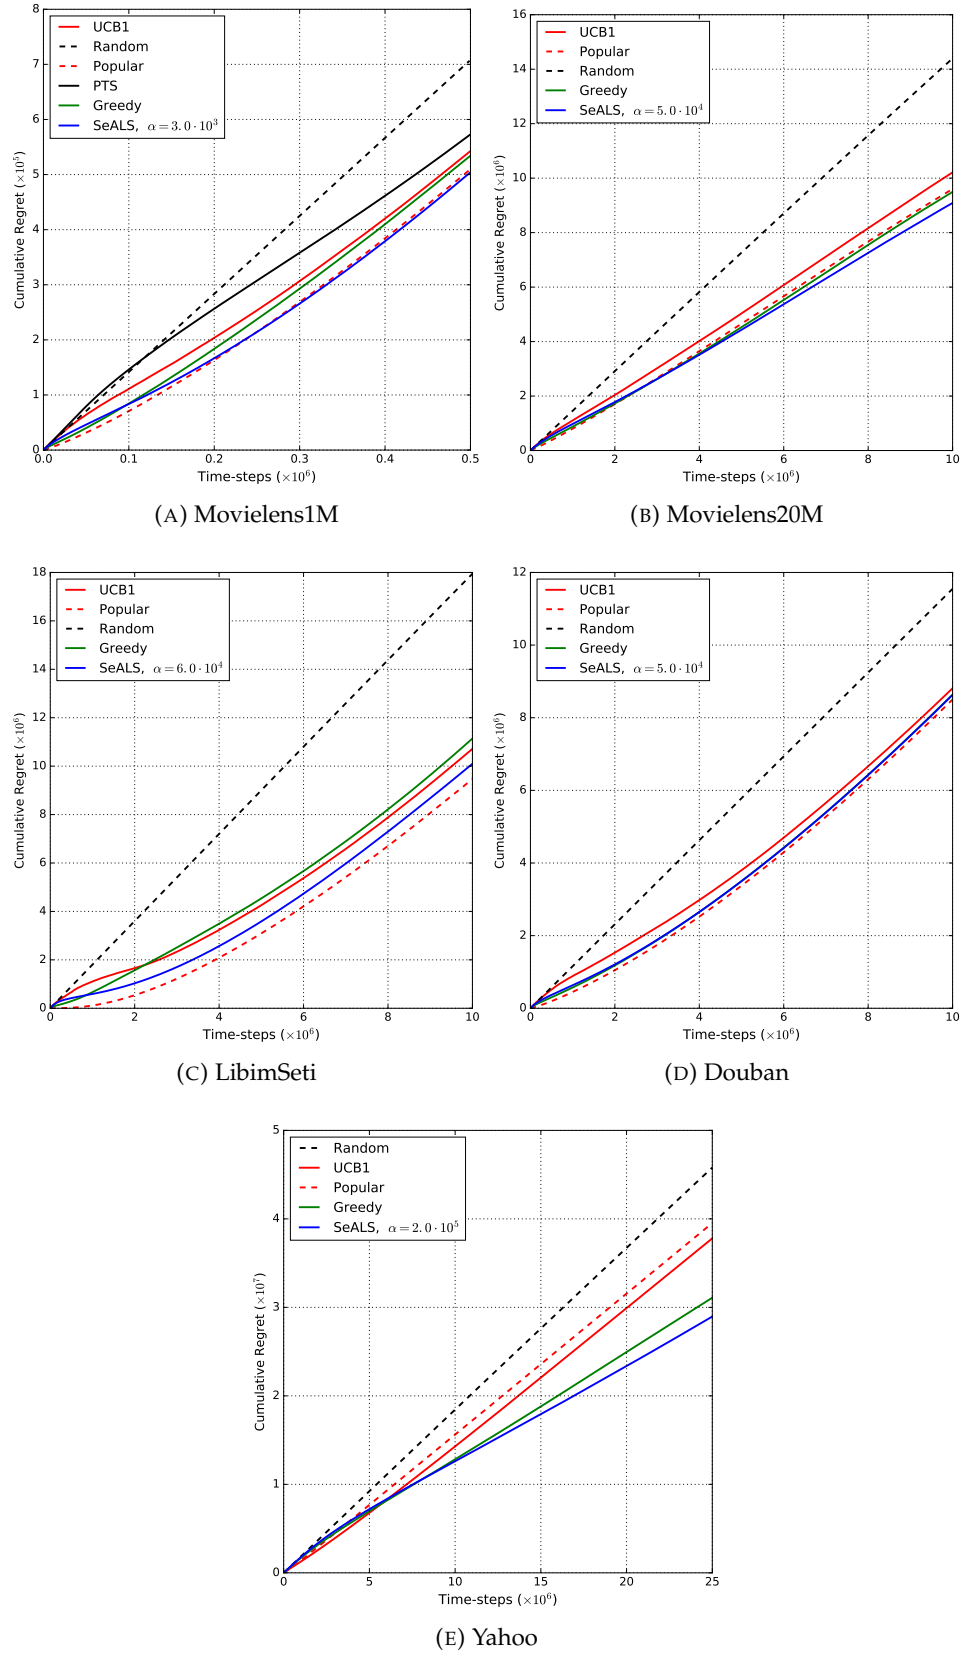 8
7
6
5
4
3
2
1
0
Cumulative Regret (×10⁵)
UCB1
Random
Popular
PTS
Greedy
SeALS, α = 3.0 · 10³
0.0 0.1 0.2 0.3 0.4 0.5
Time-steps (×10⁶)
(A) Movielens1M
16
14
12
10
8
6
4
2
0
Cumulative Regret (×10⁶)
UCB1
Popular
Random
Greedy
SeALS, α = 5.0 · 10⁴
0 2 4 6 8 10
Time-steps (×10⁶)
(B) Movielens20M
18
16
14
12
10
8
6
4
2
0
Cumulative Regret (×10⁶)
UCB1
Popular
Random
Greedy
SeALS, α = 6.0 · 10⁴
0 2 4 6 8 10
Time-steps (×10⁶)
(C) LibimSeti
12
10
8
6
4
2
0
Cumulative Regret (×10⁶)
UCB1
Popular
Random
Greedy
SeALS, α = 5.0 · 10⁴
0 2 4 6 8 10
Time-steps (×10⁶)
(D) Douban
5
4
3
2
1
0
Cumulative Regret (×10⁷)
Random
UCB1
Popular
Greedy
SeALS, α = 2.0 · 10⁵
0 5 10 15 20 25
Time-steps (×10⁶)
(E) Yahoo